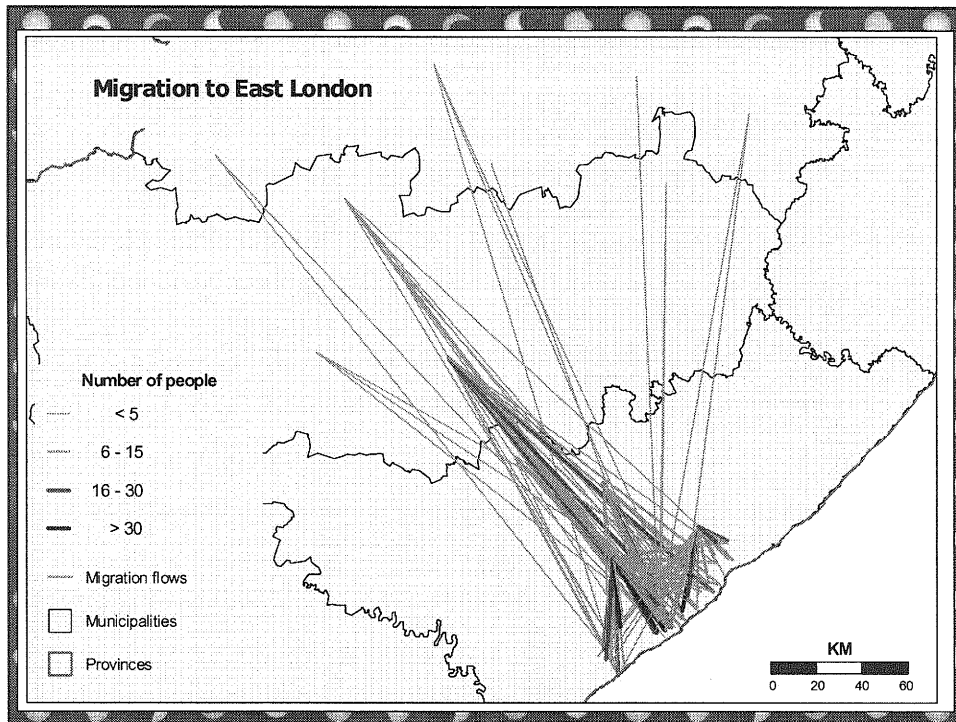 Migration to East London
Number of people
< 5
6 - 15
16 - 30
> 30
Migration flows
Municipalities
Provinces
KM
0 20 40 60